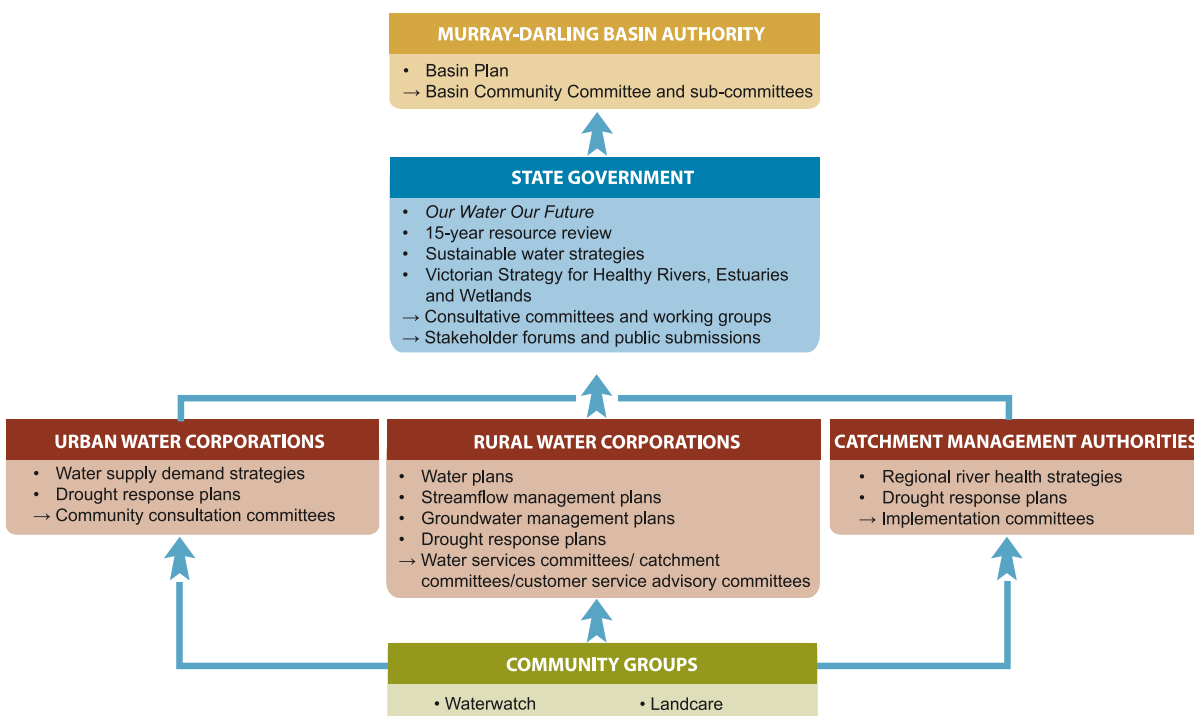 MURRAY-DARLING BASIN AUTHORITY
• Basin Plan
→ Basin Community Committee and sub-committees
STATE GOVERNMENT
• Our Water Our Future
• 15-year resource review
• Sustainable water strategies
• Victorian Strategy for Healthy Rivers, Estuaries
and Wetlands
→ Consultative committees and working groups
→ Stakeholder forums and public submissions
URBAN WATER CORPORATIONS
• Water supply demand strategies
• Drought response plans
→ Community consultation committees
RURAL WATER CORPORATIONS
• Water plans
• Streamflow management plans
• Groundwater management plans
• Drought response plans
→ Water services committees/ catchment
committees/customer service advisory committees
CATCHMENT MANAGEMENT AUTHORITIES
• Regional river health strategies
• Drought response plans
→ Implementation committees
COMMUNITY GROUPS
• Waterwatch
• Landcare